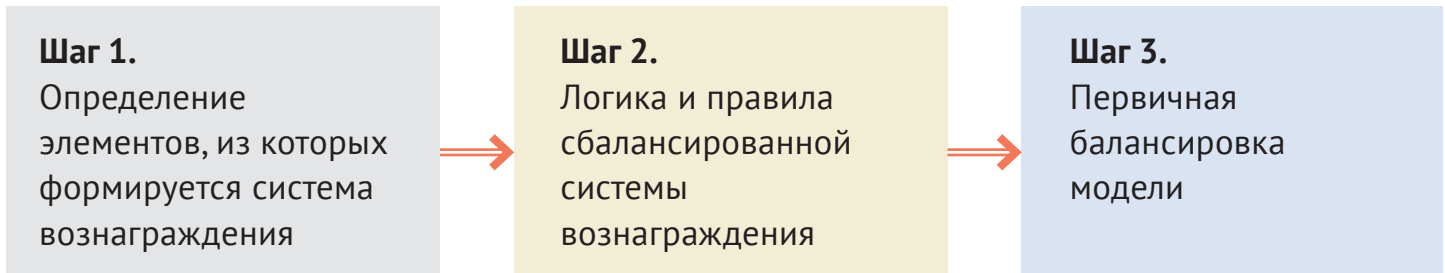 Шаг 1.
Определение
элементов, из которых
формируется система
вознаграждения
Шаг 2.
Логика и правила
сбалансированной
системы
вознаграждения
Шаг 3.
Первичная
балансировка
модели